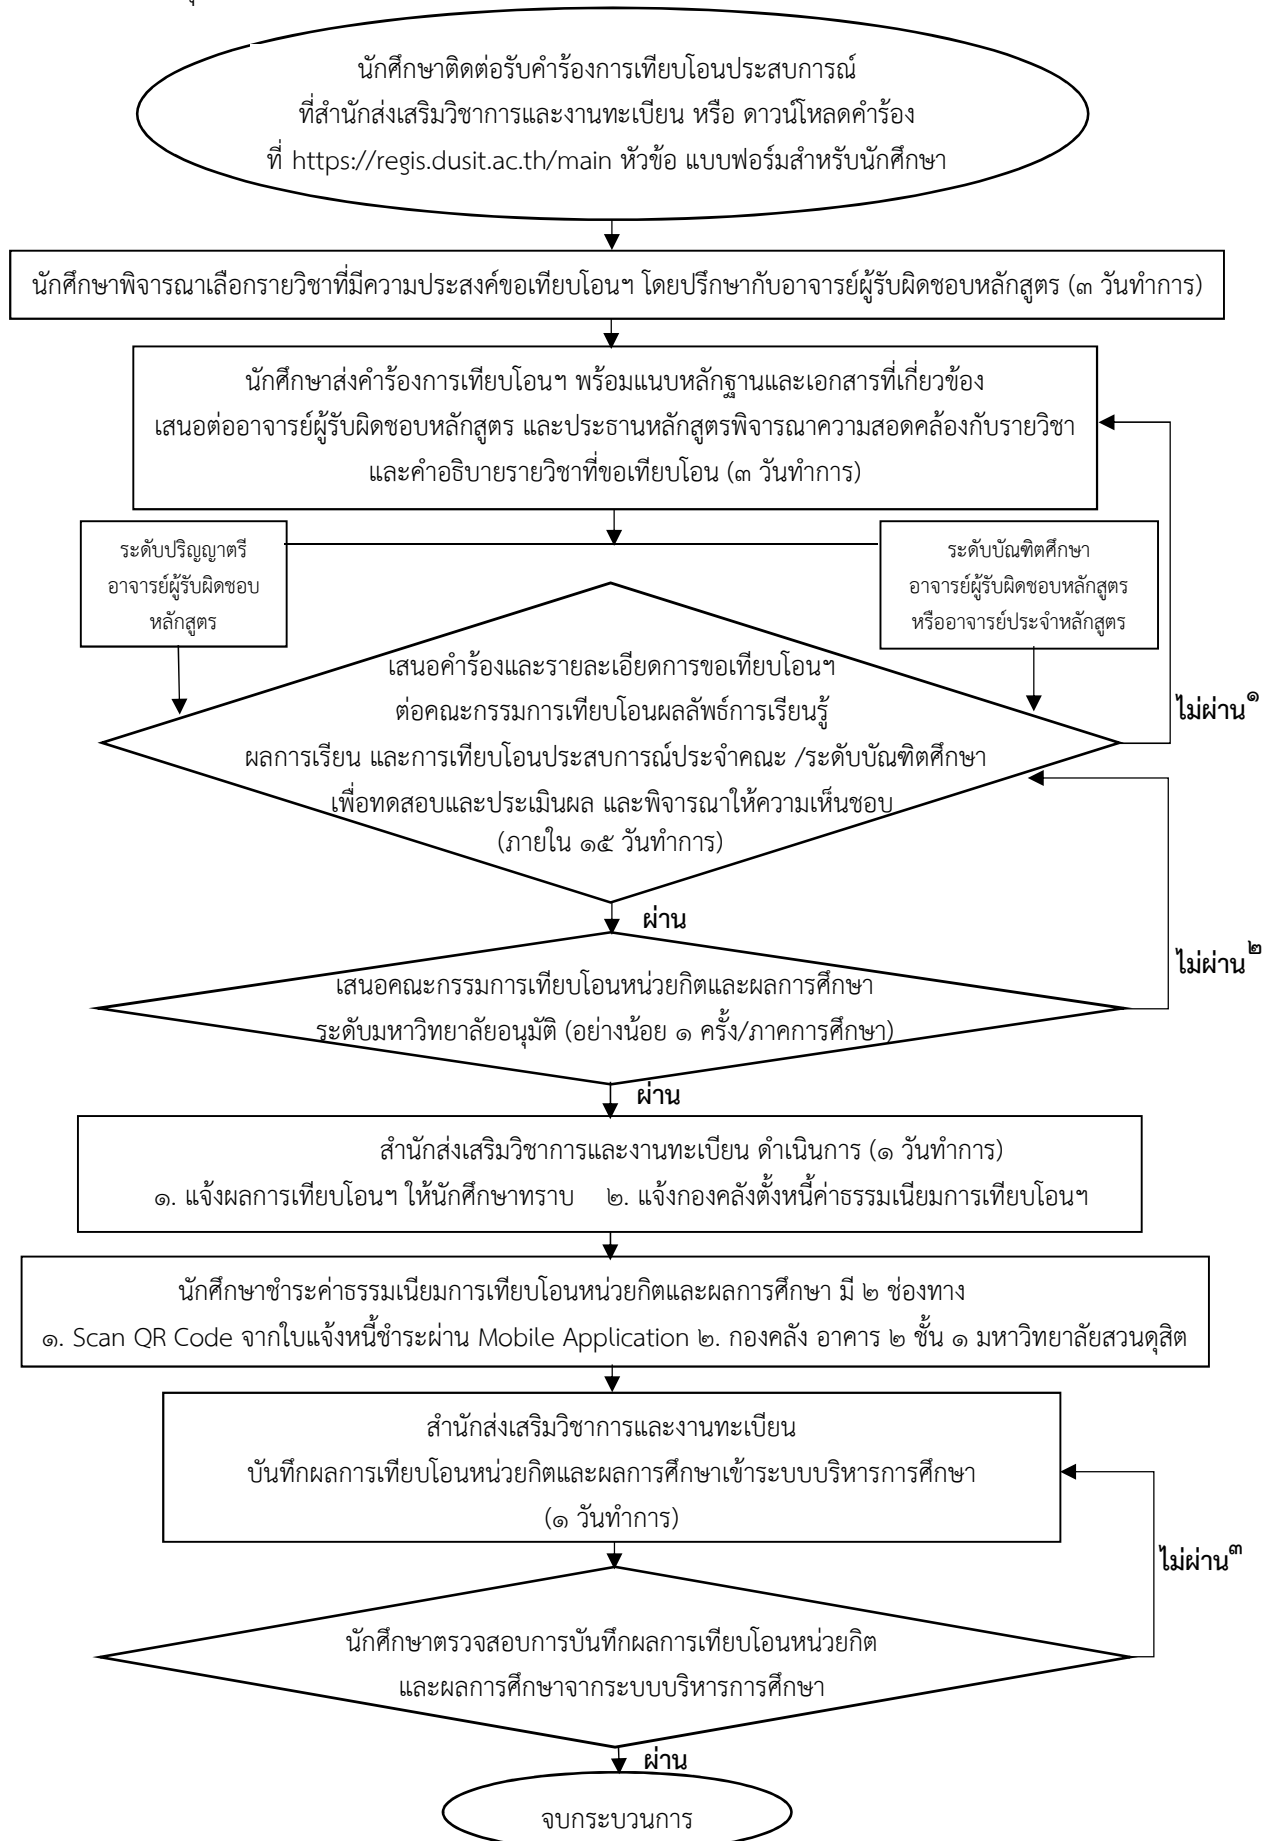 นักศึกษาติดต่อรับคำร้องการเทียบโอนประสบการณ์
ที่สำนักส่งเสริมวิชาการและงานทะเบียน หรือ ดาวน์โหลดคำร้อง
ที่ https://regis.dusit.ac.th/main หัวข้อ แบบฟอร์มสำหรับนักศึกษา
นักศึกษาพิจารณาเลือกรายวิชาที่มีความประสงค์ขอเทียบโอนฯ โดยปรึกษากับอาจารย์ผู้รับผิดชอบหลักสูตร (๓ วันทำการ)
นักศึกษาส่งคำร้องการเทียบโอนฯ พร้อมแนบหลักฐานและเอกสารที่เกี่ยวข้อง
เสนอต่ออาจารย์ผู้รับผิดชอบหลักสูตร และประธานหลักสูตรพิจารณาความสอดคล้องกับรายวิชา
และคำอธิบายรายวิชาที่ขอเทียบโอน (๓ วันทำการ)
ระดับปริญญาตรี
อาจารย์ผู้รับผิดชอบ
หลักสูตร
ระดับบัณฑิตศึกษา
อาจารย์ผู้รับผิดชอบหลักสูตร
หรืออาจารย์ประจำหลักสูตร
เสนอคำร้องและรายละเอียดการขอเทียบโอนฯ
ต่อคณะกรรมการเทียบโอนผลลัพธ์การเรียนรู้
ผลการเรียน และการเทียบโอนประสบการณ์ประจำคณะ /ระดับบัณฑิตศึกษา
เพื่อทดสอบและประเมินผล และพิจารณาให้ความเห็นชอบ
(ภายใน ๑๕ วันทำการ)
ไม่ผ่าน๑
ผ่าน
เสนอคณะกรรมการเทียบโอนหน่วยกิตและผลการศึกษา
ระดับมหาวิทยาลัยอนุมัติ (อย่างน้อย ๑ ครั้ง/ภาคการศึกษา)
ไม่ผ่าน๒
ผ่าน
สำนักส่งเสริมวิชาการและงานทะเบียน ดำเนินการ (๑ วันทำการ)
๑. แจ้งผลการเทียบโอนฯ ให้นักศึกษาทราบ ๒. แจ้งกองคลังตั้งหนี้ค่าธรรมเนียมการเทียบโอนฯ
นักศึกษาชำระค่าธรรมเนียมการเทียบโอนหน่วยกิตและผลการศึกษา มี ๒ ช่องทาง
๑. Scan QR Code จากใบแจ้งหนี้ชำระผ่าน Mobile Application ๒. กองคลัง อาคาร ๒ ชั้น ๑ มหาวิทยาลัยสวนดุสิต
สำนักส่งเสริมวิชาการและงานทะเบียน
บันทึกผลการเทียบโอนหน่วยกิตและผลการศึกษาเข้าระบบบริหารการศึกษา
(๑ วันทำการ)
ไม่ผ่าน๓
นักศึกษาตรวจสอบการบันทึกผลการเทียบโอนหน่วยกิต
และผลการศึกษาจากระบบบริหารการศึกษา
ผ่าน
จบกระบวนการ